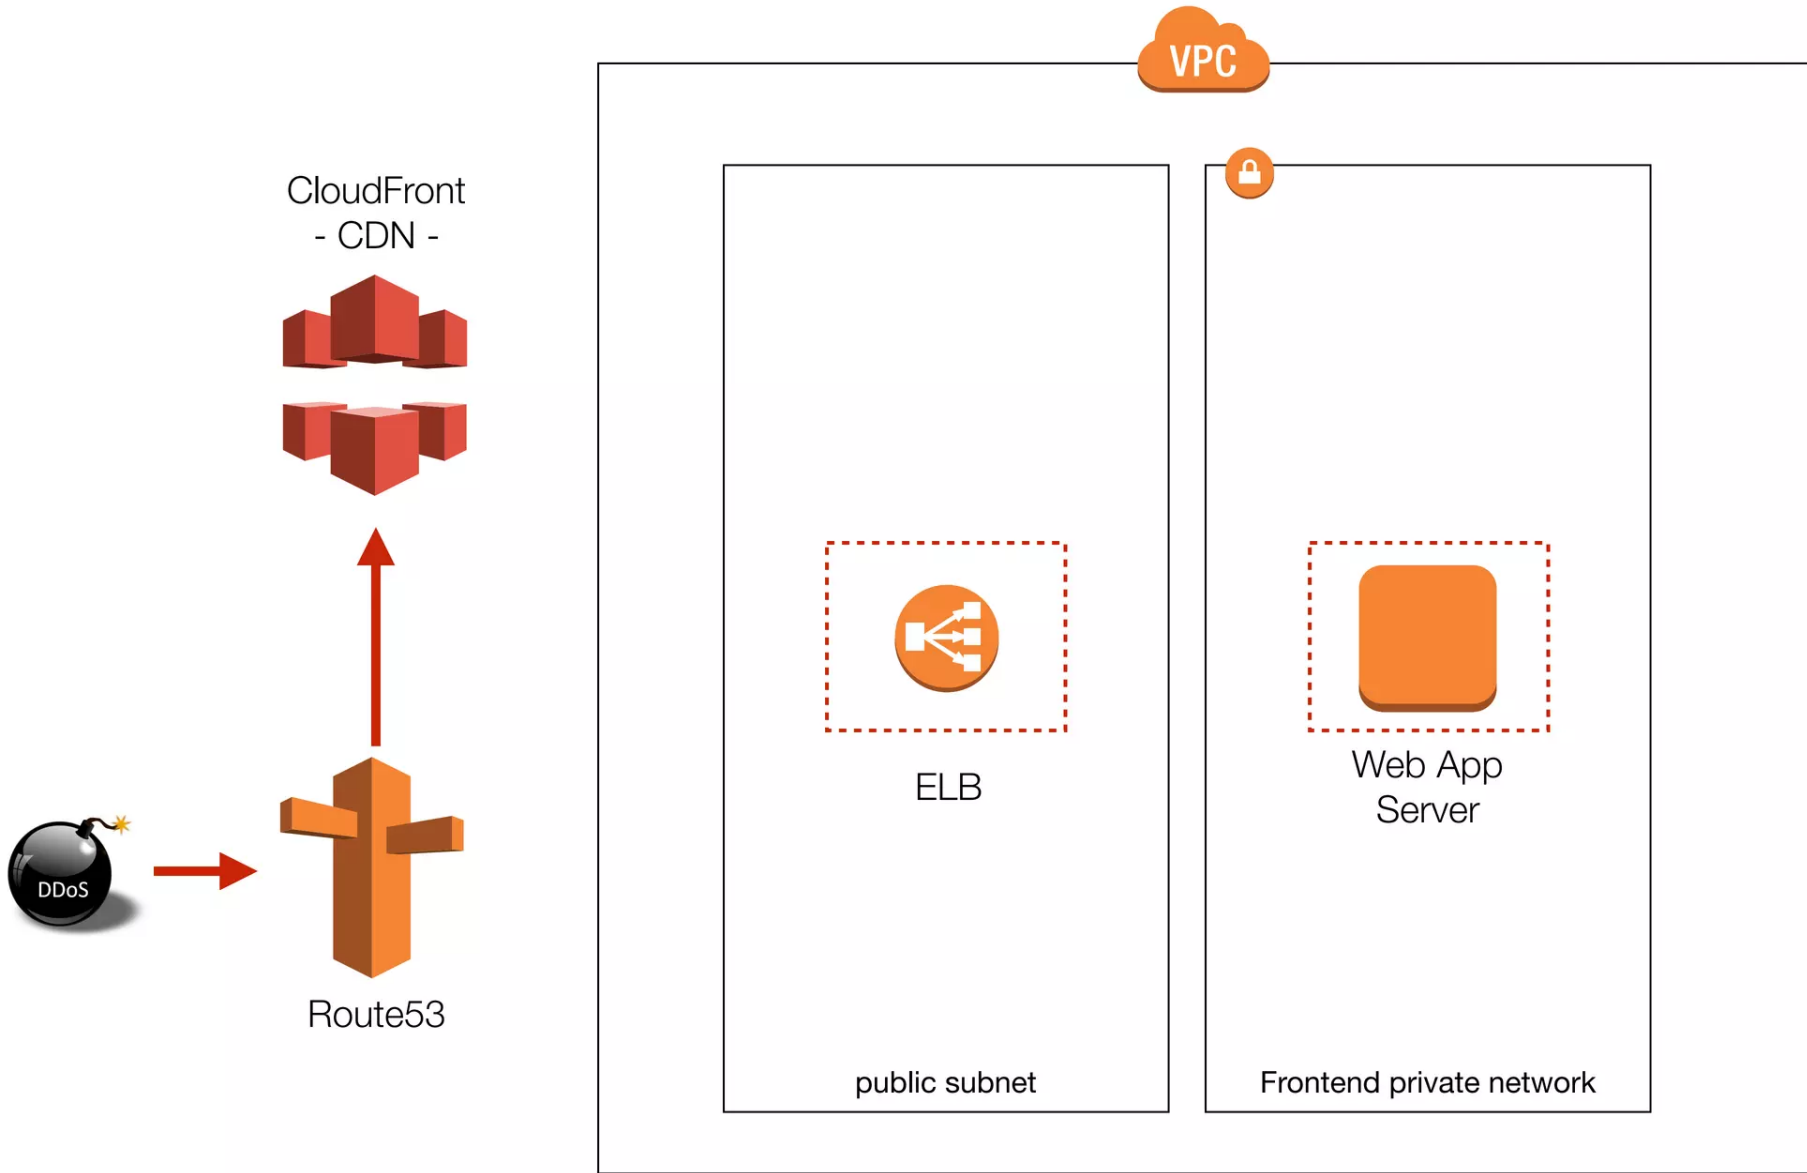 VPC
CloudFront
- CDN -
ELB
Web App
Server
DDoS
Route53
public subnet
Frontend private network